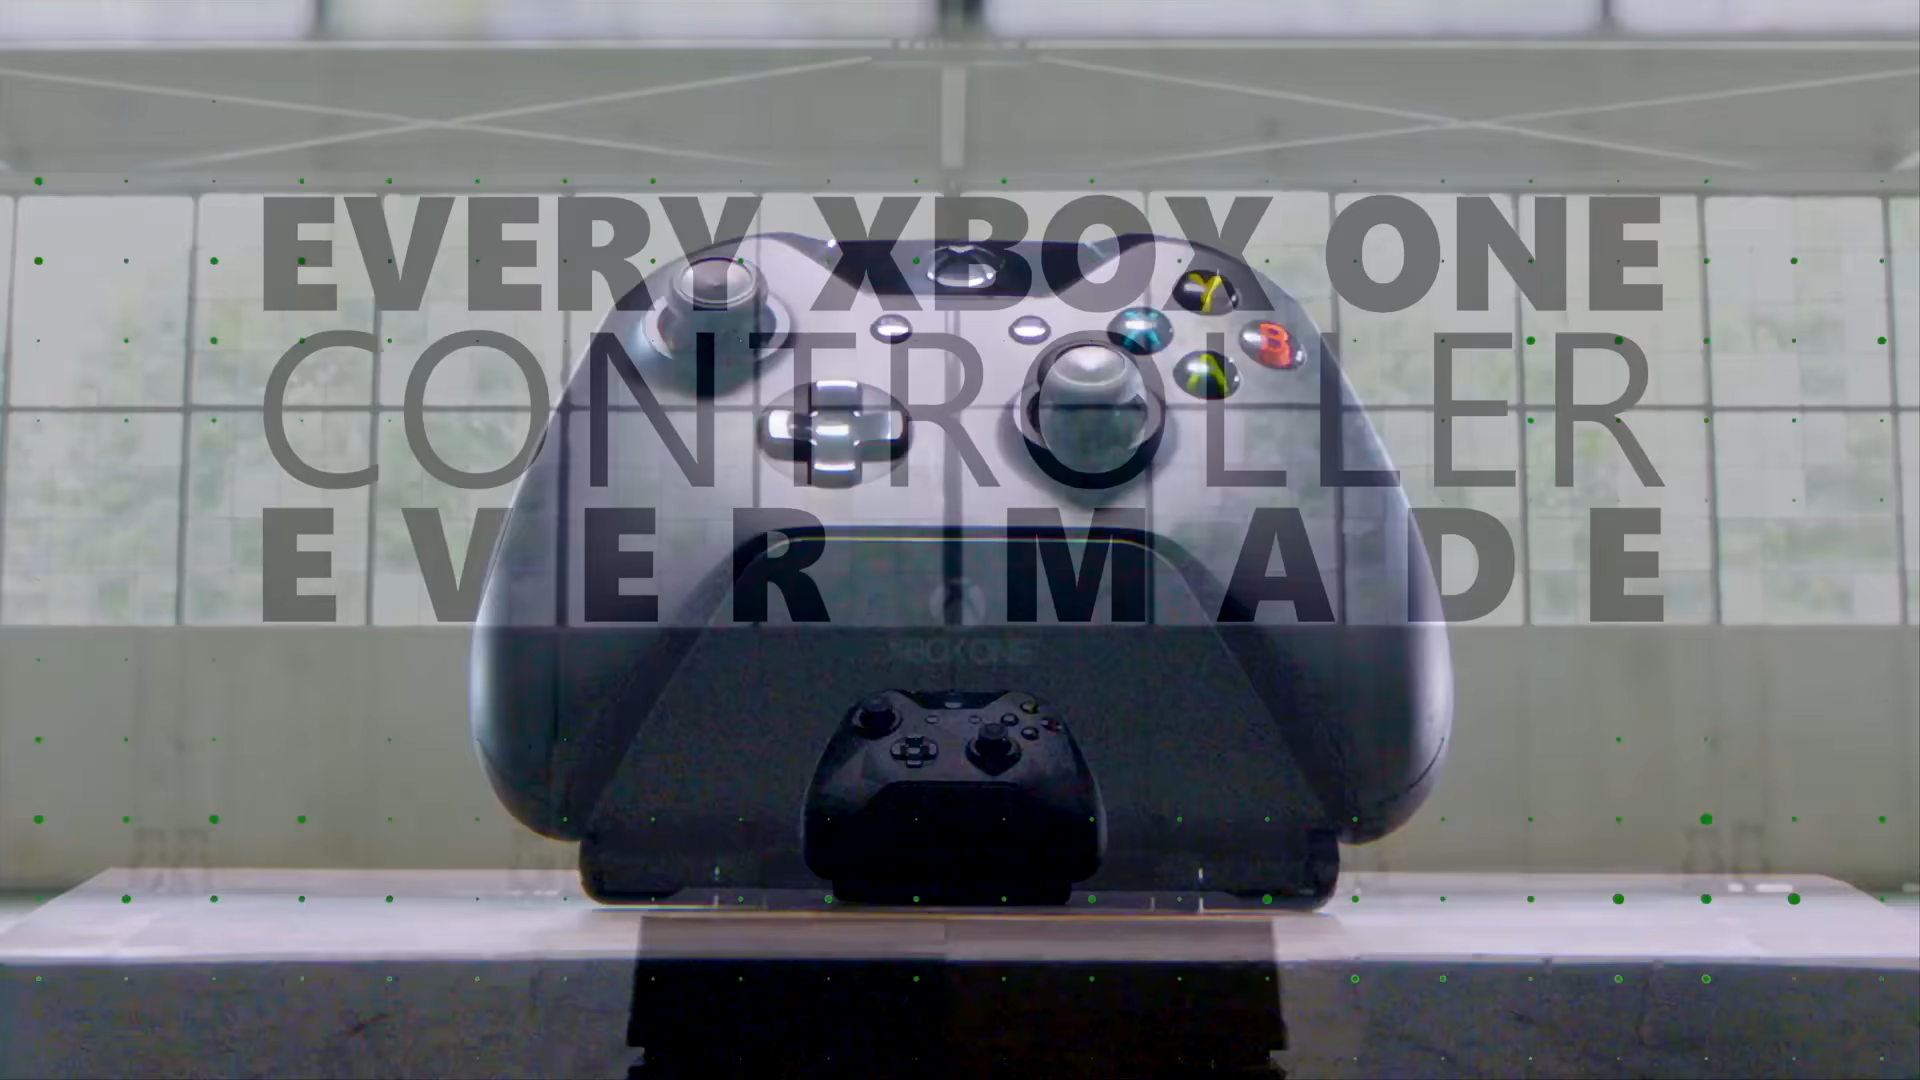 EVERY XBOX ONE
CONTROLLER
EVER MADE
Y
X
B
A
XBOX ONE